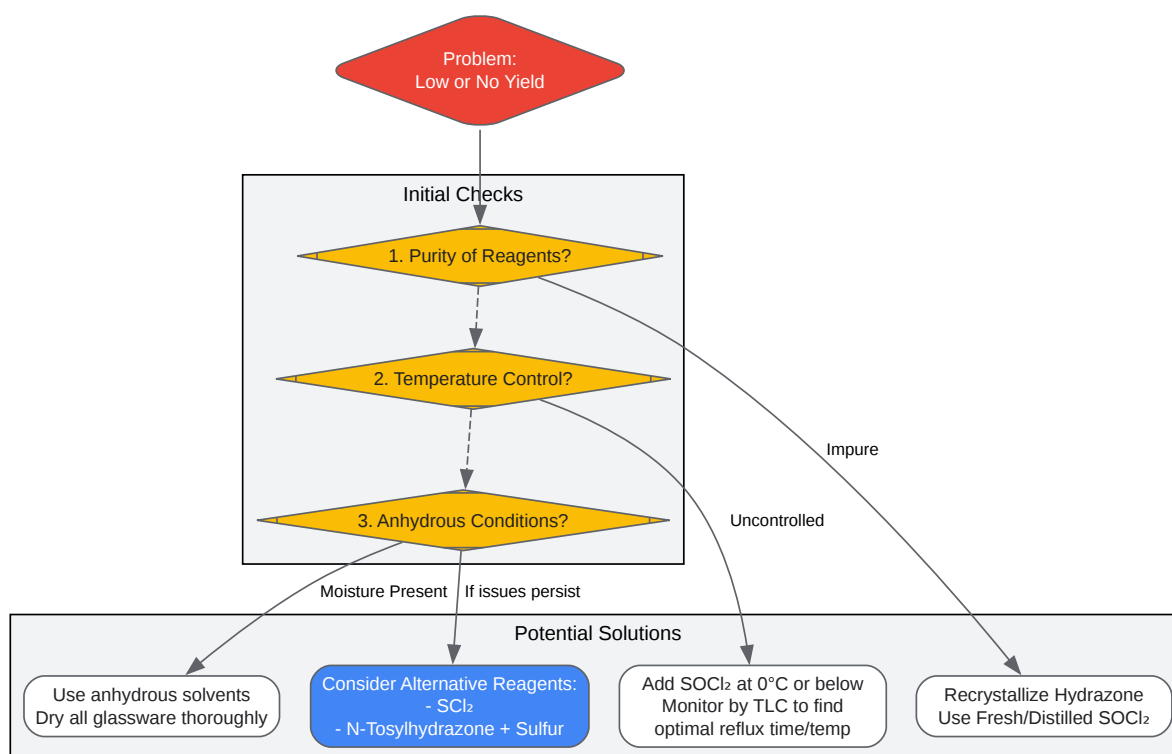 Problem:
Low or No Yield
Initial Checks
1. Purity of Reagents?
2. Temperature Control?
Impure
Uncontrolled
3. Anhydrous Conditions?
Moisture Present
If issues persist
Potential Solutions
Use anhydrous solvents
Dry all glassware thoroughly
Consider Alternative Reagents:
- SCl₂
- N-Tosylhydrazone + Sulfur
Add SOCl₂ at 0°C or below
Monitor by TLC to find
optimal reflux time/temp
Recrystallize Hydrazone
Use Fresh/Distilled SOCl₂